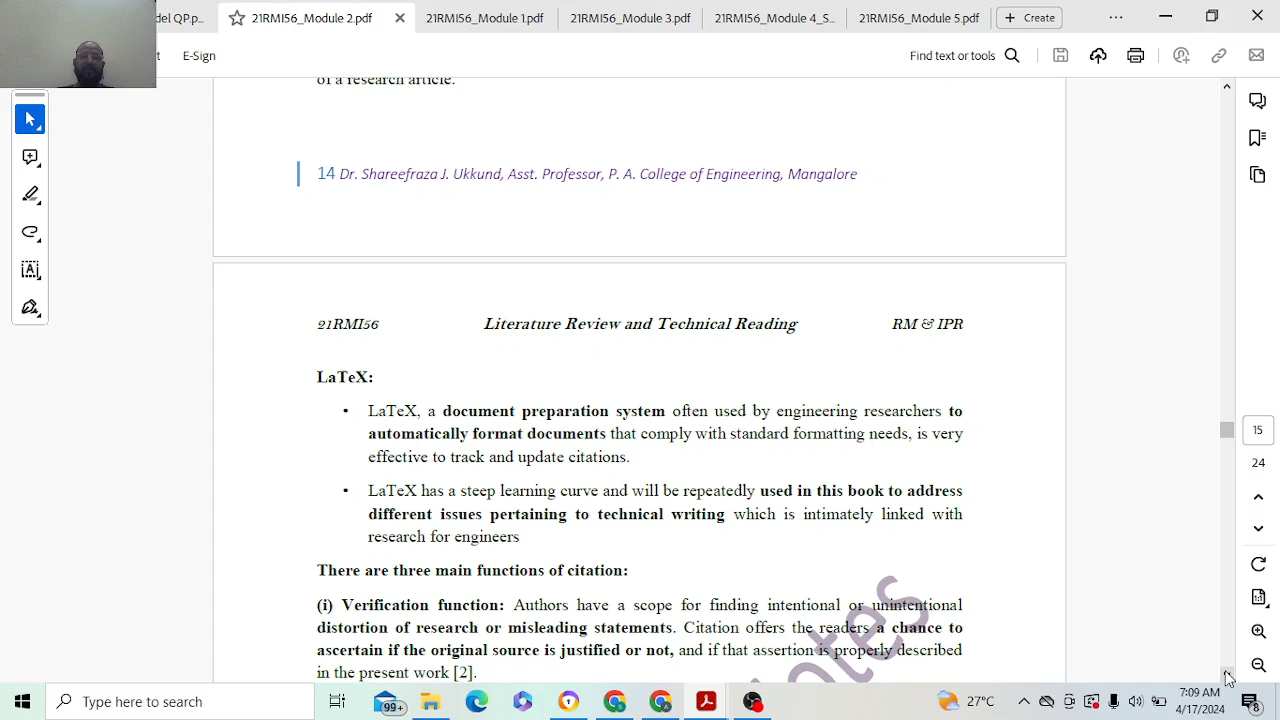 del QP.p...
21RMI56_Module 2.pdf
21RMI56_Module 1.pdf
21RMI56_Module 3.pdf
21RMI56_Module 4_S...
21RMI56_Module 5.pdf
+ Create
t
E-Sign
Find text or tools
of a research article.
14 Dr. Shareefraza J. Ukkund, Asst. Professor, P. A. College of Engineering, Mangalore
21RMI56 Literature Review and Technical Reading RM & IPR
LaTeX:
• LaTeX, a document preparation system often used by engineering researchers to
automatically format documents that comply with standard formatting needs, is very
effective to track and update citations.
• LaTeX has a steep learning curve and will be repeatedly used in this book to address
different issues pertaining to technical writing which is intimately linked with
research for engineers
There are three main functions of citation:
(i) Verification function: Authors have a scope for finding intentional or unintentional
distortion of research or misleading statements. Citation offers the readers a chance to
ascertain if the original source is justified or not, and if that assertion is properly described
in the present work [2].
otes
15
24
Type here to search
99+
27°C
7:09 AM
4/17/2024
8